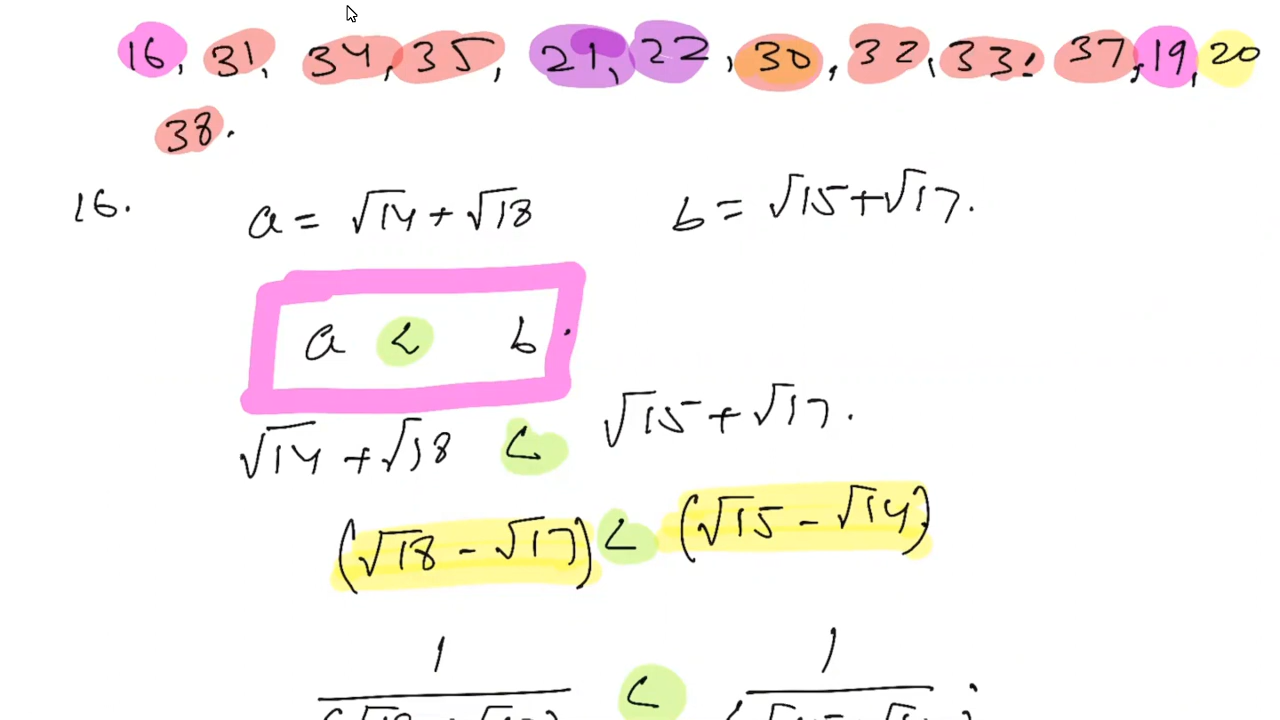 16, 31, 34, 35, 21, 22, 30, 32, 33! 37, 19, 20
38.
16. a = √14 + √18 b = √15 + √17.
a < b.
√14 + √18 < √15 + √17.
(√18 - √17) < (√15 - √14)
1 < 1